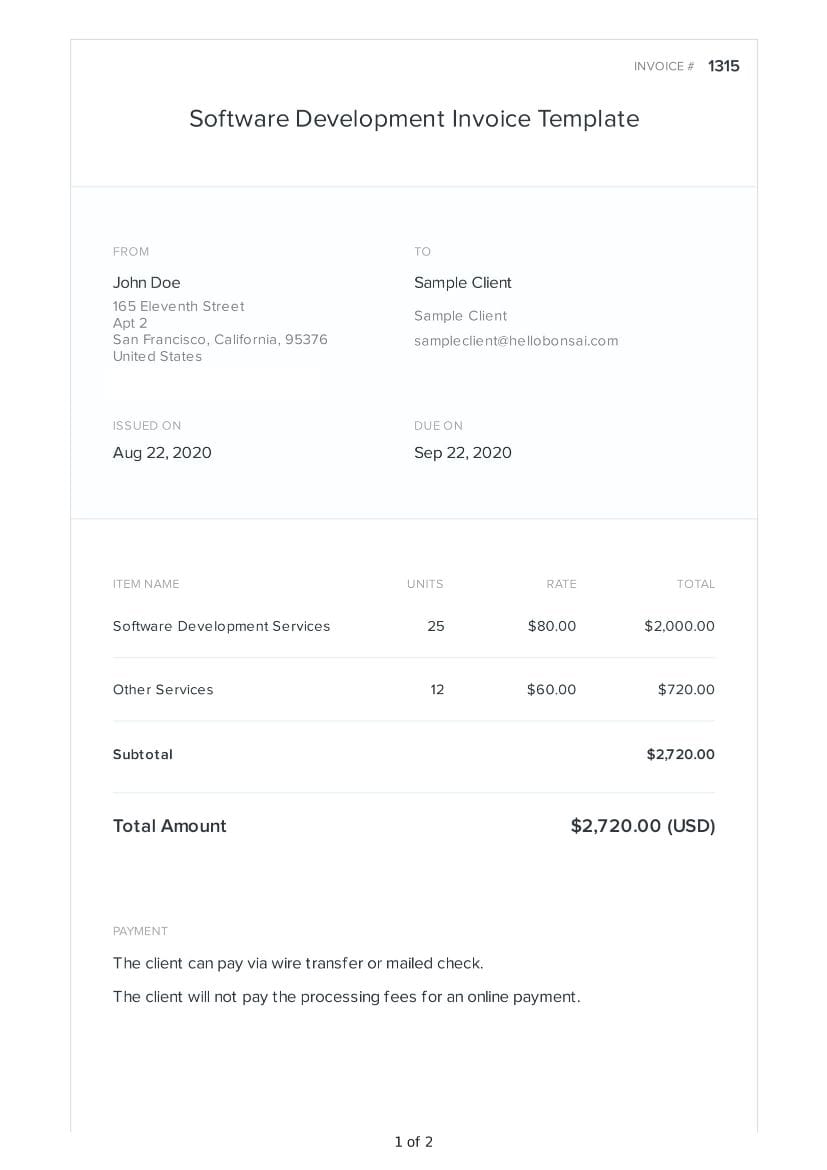 INVOICE # 1315
Software Development Invoice Template
FROM
TO
John Doe
Sample Client
165 Eleventh Street
Apt 2
San Francisco, California, 95376
United States
Sample Client
sampleclient@hellobonsai.com
ISSUED ON
DUE ON
Aug 22, 2020
Sep 22, 2020
ITEM NAME UNITS RATE TOTAL
Software Development Services 25 $80.00 $2,000.00
Other Services 12 $60.00 $720.00
Subtotal $2,720.00
Total Amount $2,720.00 (USD)
PAYMENT
The client can pay via wire transfer or mailed check.
The client will not pay the processing fees for an online payment.
1 of 2